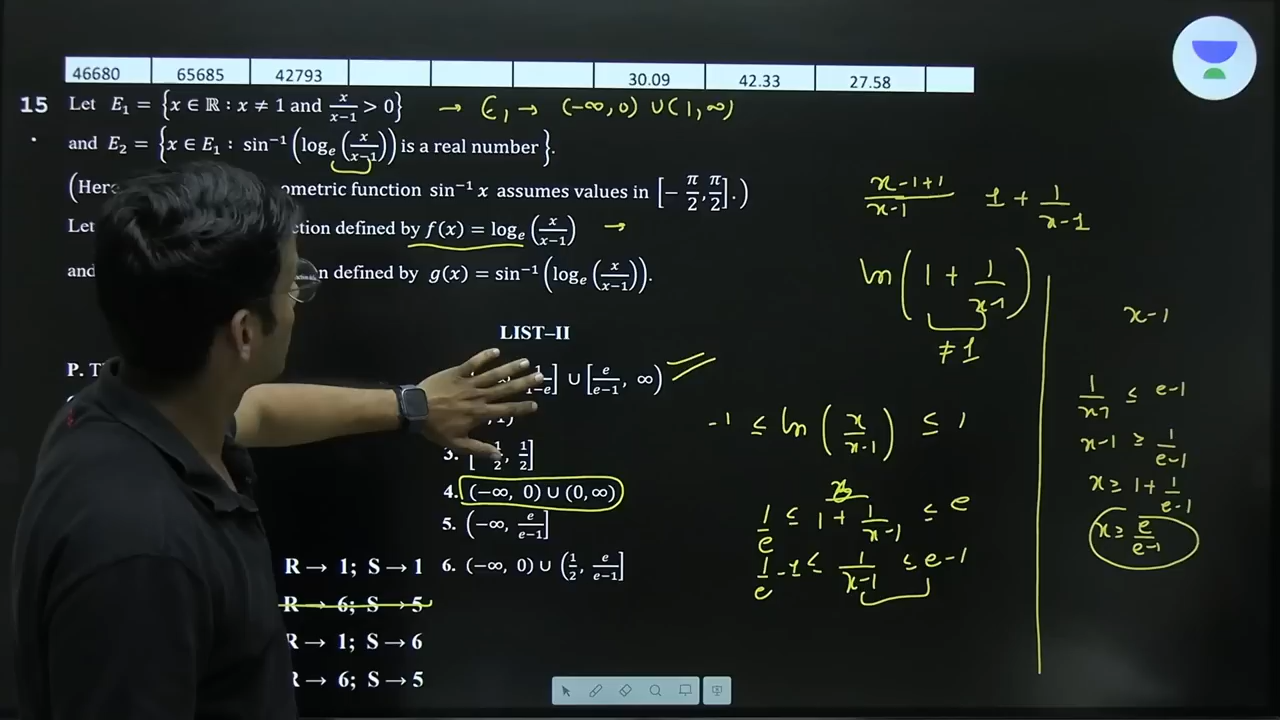 46680 65685 42793 30.09 42.33 27.58
15 Let E₁ = {x ∈ ℝ : x ≠ 1 and x/(x−1) > 0} → E₁ → (-∞, 0) ∪ (1, ∞)
and E₂ = {x ∈ E₁ : sin⁻¹ (logₑ (x/(x−1))) is a real number }.
(Her ometric function sin⁻¹ x assumes values in [−π/2, π/2].)
Let ction defined by f(x) = logₑ (x/(x−1)) →
and n defined by g(x) = sin⁻¹ (logₑ (x/(x−1))).
LIST–II
P. T
∪ [e/(e−1), ∞)
, 1)
3. [ 1/2, 1/2]
4. (−∞, 0) ∪ (0, ∞)
5. (−∞, e/(e−1)]
R → 1; S → 1 6. (−∞, 0) ∪ (1/2, e/(e−1)]
R → 6; S → 5
R → 1; S → 6
R → 6; S → 5
x-1+1/x-1 1 + 1/x-1
ln(1 + 1/x-1)
≠ 1
-1 ≤ ln (x/x-1) ≤ 1
1/e ≤ 1 + 1/x-1 ≤ e
1/e - 1 ≤ 1/x-1 ≤ e-1
x-1
≤ e-1
x-1 ≥ 1/e-1
x ≥ 1 + 1/e-1
x ≥ e/e-1